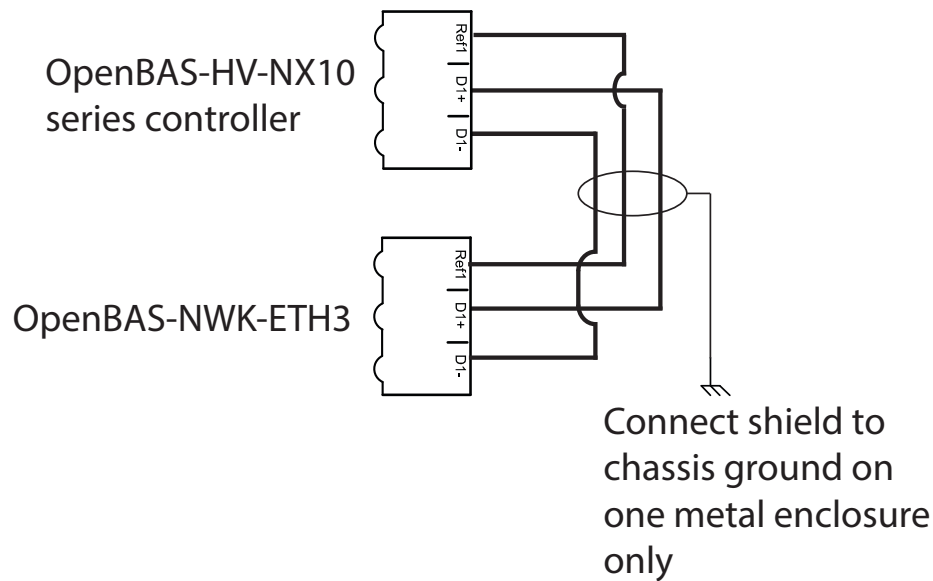 OpenBAS-HV-NX10
series controller
Ref1 | D1+ | D1-
OpenBAS-NWK-ETH3
Ref1 | D1+ | D1-
Connect shield to
chassis ground on
one metal enclosure
only